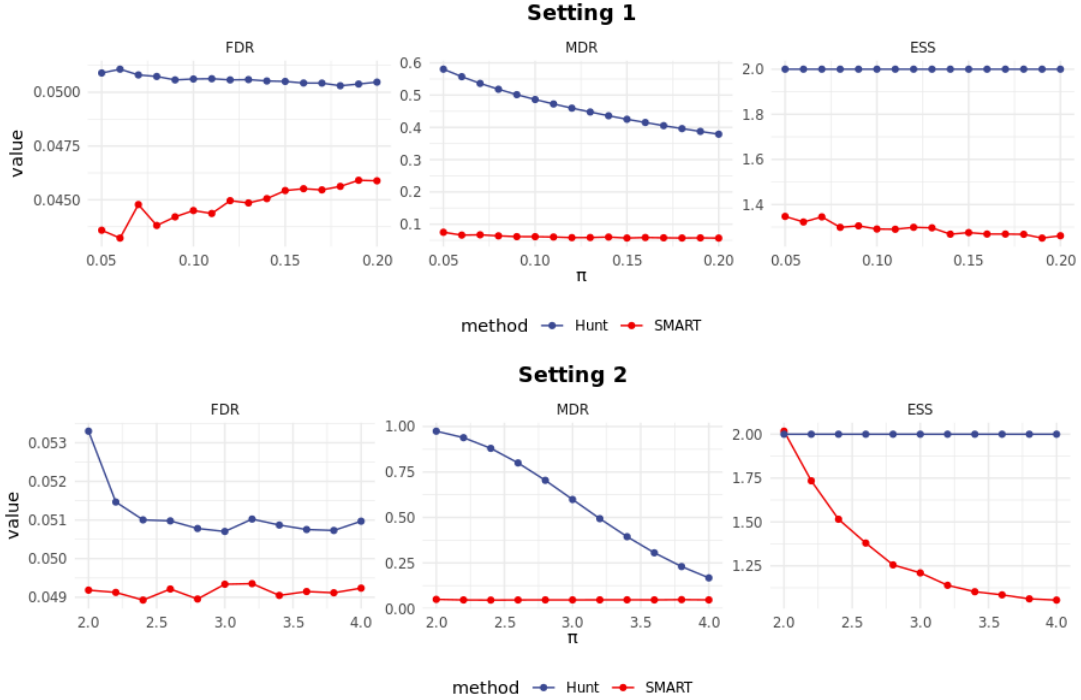 Setting 1
FDR MDR ESS
value
0.0500
0.0475
0.0450
0.6
0.5
0.4
0.3
0.2
0.1
2.0
1.8
1.6
1.4
0.05 0.10 0.15 0.20 0.05 0.10 0.15 0.20 0.05 0.10 0.15 0.20
π
method Hunt SMART
Setting 2
FDR MDR ESS
value
0.053
0.052
0.051
0.050
0.049
1.00
0.75
0.50
0.25
0.00
2.00
1.75
1.50
1.25
2.0 2.5 3.0 3.5 4.0 2.0 2.5 3.0 3.5 4.0 2.0 2.5 3.0 3.5 4.0
π
method Hunt SMART